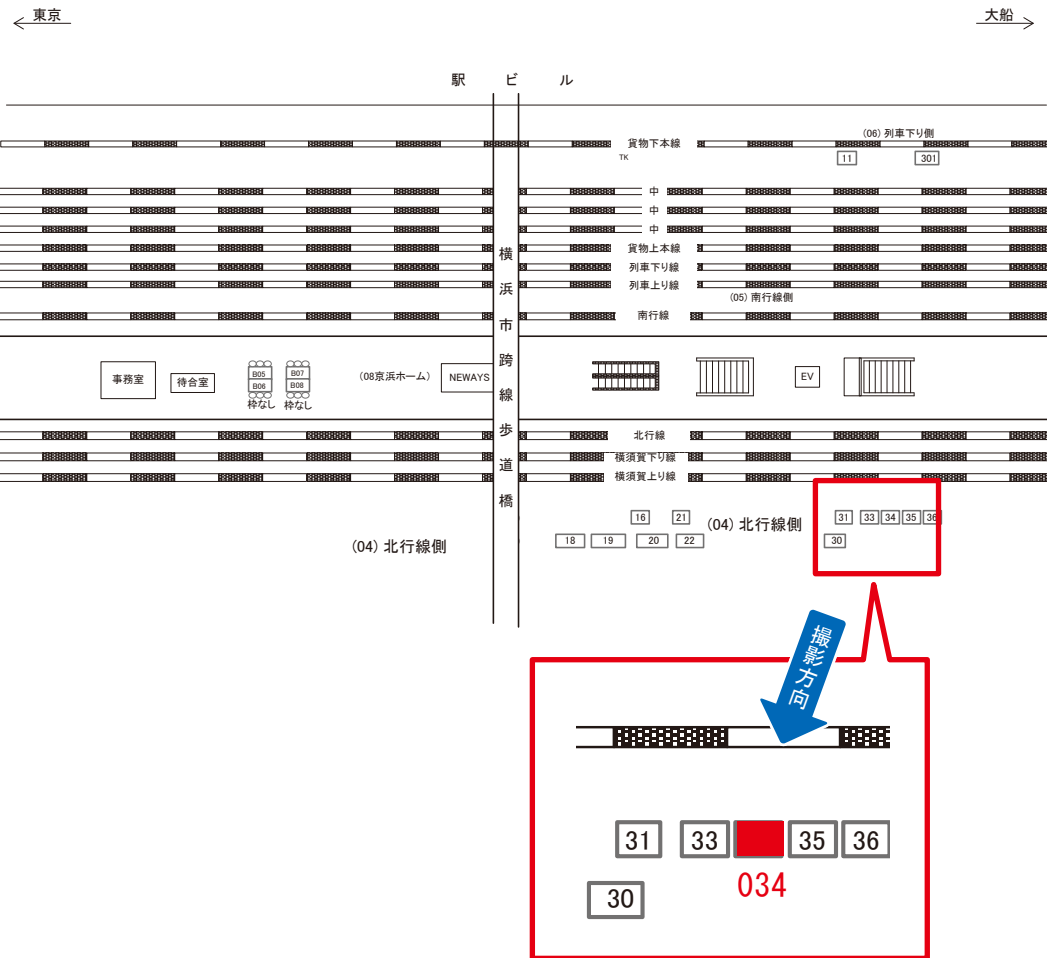 東京
大船
駅 ビ ル
(06) 列車下り側
貨物下本線
TK
11
301
中
中
中
貨物上本線
列車下り線
列車上り線
(05) 南行線側
南行線
横浜市跨線歩道橋
事務室
待合室
B05
B06
枠なし
B07
B08
枠なし
(08京浜ホーム)
NEWAYS
EV
北行線
横須賀下り線
横須賀上り線
16
21
(04) 北行線側
31
33
34
35
36
(04) 北行線側
18
19
20
22
30
撮影方向
31
33
35
36
034
30